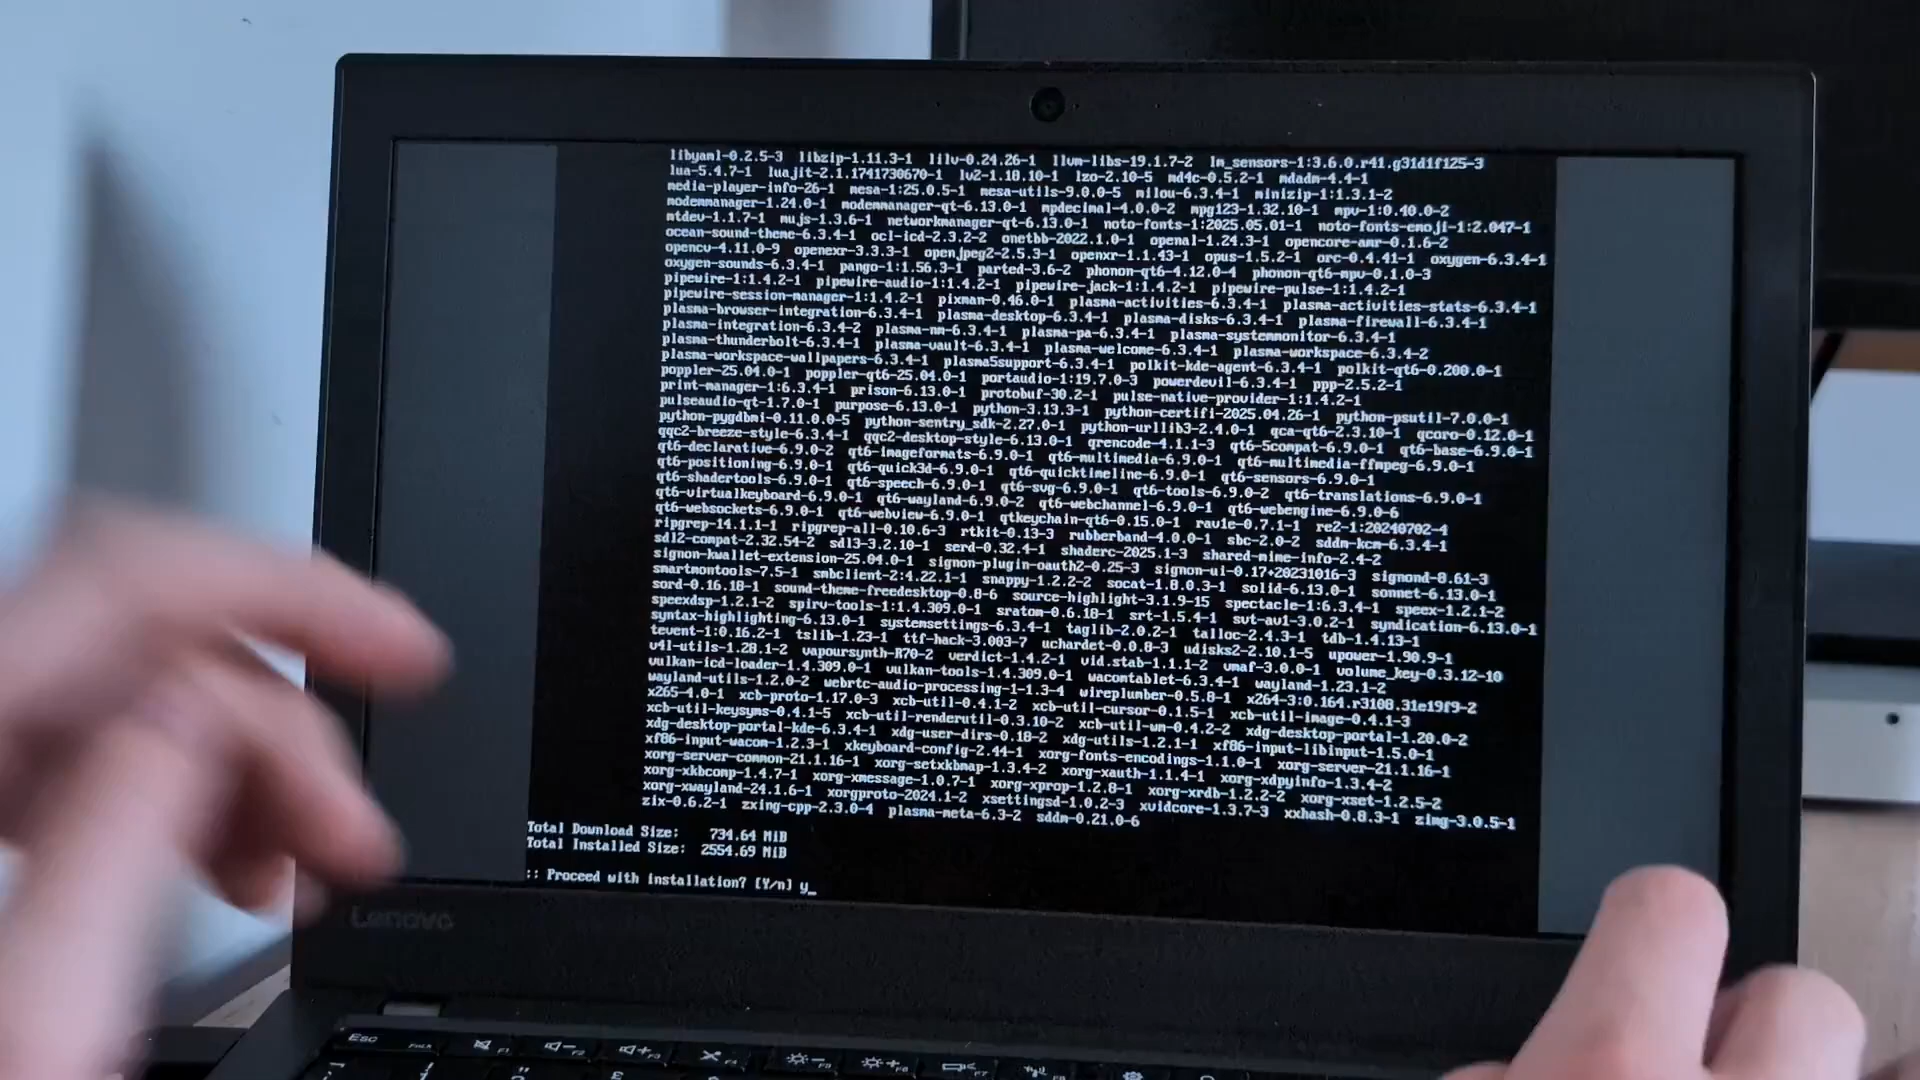 libyaml-0.2.5-3 libzip-1.11.3-1 lilv-0.24.26-1 llvm-libs-19.1.7-2 lm_sensors-1:3.6.0.r41.g31d1f125-3
lua-5.4.7-1 luajit-2.1.1741730670-1 lv2-1.18.10-1 lzo-2.10-5 md4c-0.5.2-1 mdadm-4.4-1
media-player-info-26-1 mesa-1:25.0.5-1 mesa-utils-9.0.0-5 milou-6.3.4-1 minizip-1:1.3.1-2
modemmanager-1.24.0-1 modemmanager-qt-6.13.0-1 mpdecimal-4.0.0-2 mpg123-1.32.10-1 mpv-1:0.40.0-2
mtdev-1.1.7-1 mujs-1.3.6-1 networkmanager-qt-6.13.0-1 noto-fonts-1:2025.05.01-1 noto-fonts-emoji-1:2.047-1
ocean-sound-theme-6.3.4-1 ocl-icd-2.3.2-2 onetbb-2022.1.0-1 openal-1.24.3-1 opencore-amr-0.1.6-2
opencv-4.11.0-9 openexr-3.3.3-1 openjpeg2-2.5.3-1 openxr-1.1.43-1 opus-1.5.2-1 orc-0.4.41-1 oxygen-6.3.4-1
oxygen-sounds-6.3.4-1 pango-1:1.56.3-1 parted-3.6-2 phonon-qt6-4.12.0-4 phonon-qt6-mpv-0.1.0-3
pipewire-1:1.4.2-1 pipewire-audio-1:1.4.2-1 pipewire-jack-1:1.4.2-1 pipewire-pulse-1:1.4.2-1
pipewire-session-manager-1:1.4.2-1 pixman-0.46.0-1 plasma-activities-6.3.4-1 plasma-activities-stats-6.3.4-1
plasma-browser-integration-6.3.4-1 plasma-desktop-6.3.4-1 plasma-disks-6.3.4-1 plasma-firewall-6.3.4-1
plasma-integration-6.3.4-2 plasma-nm-6.3.4-1 plasma-pa-6.3.4-1 plasma-systemmonitor-6.3.4-1
plasma-thunderbolt-6.3.4-1 plasma-vault-6.3.4-1 plasma-welcome-6.3.4-1 plasma-workspace-6.3.4-2
plasma-workspace-wallpapers-6.3.4-1 plasma5support-6.3.4-1 polkit-kde-agent-6.3.4-1 polkit-qt6-0.200.0-1
poppler-25.04.0-1 poppler-qt6-25.04.0-1 portaudio-1:19.7.0-3 powerdevil-6.3.4-1 ppp-2.5.2-1
print-manager-1:6.3.4-1 prison-6.13.0-1 protobuf-30.2-1 pulse-native-provider-1:1.4.2-1
pulseaudio-qt-1.7.0-1 purpose-6.13.0-1 python-3.13.3-1 python-certifi-2025.04.26-1 python-psutil-7.0.0-1
python-pygdbmi-0.11.0.0-5 python-sentry_sdk-2.27.0-1 python-urllib3-2.4.0-1 qca-qt6-2.3.10-1 qcoro-0.12.0-1
qqc2-breeze-style-6.3.4-1 qqc2-desktop-style-6.13.0-1 qrencode-4.1.1-3 qt6-5compat-6.9.0-1 qt6-base-6.9.0-1
qt6-declarative-6.9.0-2 qt6-imageformats-6.9.0-1 qt6-multimedia-6.9.0-1 qt6-multimedia-ffmpeg-6.9.0-1
qt6-positioning-6.9.0-1 qt6-quick3d-6.9.0-1 qt6-quicktimeline-6.9.0-1 qt6-sensors-6.9.0-1
qt6-shadertools-6.9.0-1 qt6-speech-6.9.0-1 qt6-svg-6.9.0-1 qt6-tools-6.9.0-2 qt6-translations-6.9.0-1
qt6-virtualkeyboard-6.9.0-1 qt6-wayland-6.9.0-2 qt6-webchannel-6.9.0-1 qt6-webengine-6.9.0-6
qt6-websockets-6.9.0-1 qt6-webview-6.9.0-1 qtkeychain-qt6-0.15.0-1 rav1e-0.7.1-1 re2-1:20240702-4
ripgrep-14.1.1-1 ripgrep-all-0.10.6-3 rtkit-0.13-3 rubberband-4.0.0-1 sbc-2.0-2 sddm-kcm-6.3.4-1
sdl2-compat-2.32.54-2 sdl3-3.2.10-1 serd-0.32.4-1 shaderc-2025.1-3 shared-mime-info-2.4-2
signon-kwallet-extension-25.04.0-1 signon-plugin-oauth2-0.25-3 signon-ui-0.17+20231016-3 signond-8.61-3
smartmontools-7.5-1 smbclient-2:4.22.1-1 snappy-1.2.2-2 socat-1.8.0.3-1 solid-6.13.0-1 sonnet-6.13.0-1
sord-0.16.18-1 sound-theme-freedesktop-0.8-6 source-highlight-3.1.9-15 spectacle-1:6.3.4-1 speex-1.2.1-2
speexdsp-1.2.1-2 spirv-tools-1:1.4.309.0-1 sratom-0.6.18-1 srt-1.5.4-1 svt-av1-3.0.2-1 syndication-6.13.0-1
syntax-highlighting-6.13.0-1 systemsettings-6.3.4-1 taglib-2.0.2-1 talloc-2.4.3-1 tdb-1.4.13-1
tevent-1:0.16.2-1 tslib-1.23-1 ttf-hack-3.003-7 uchardet-0.0.8-3 udisks2-2.10.1-5 upower-1.90.9-1
v4l-utils-1.28.1-2 vapoursynth-R70-2 verdict-1.4.2-1 vid.stab-1.1.1-2 vmaf-3.0.0-1 volume_key-0.3.12-10
vulkan-icd-loader-1.4.309.0-1 vulkan-tools-1.4.309.0-1 wacomtablet-6.3.4-1 wayland-1.23.1-2
wayland-utils-1.2.0-2 webrtc-audio-processing-1-1.3-4 wireplumber-0.5.8-1 x264-3:0.164.r3108.31e19f9-2
x265-4.0-1 xcb-proto-1.17.0-3 xcb-util-0.4.1-2 xcb-util-cursor-0.1.5-1 xcb-util-image-0.4.1-3
xcb-util-keysyms-0.4.1-5 xcb-util-renderutil-0.3.10-2 xcb-util-wm-0.4.2-2 xdg-desktop-portal-1.20.0-2
xdg-desktop-portal-kde-6.3.4-1 xdg-user-dirs-0.18-2 xdg-utils-1.2.1-1 xf86-input-libinput-1.5.0-1
xf86-input-wacom-1.2.3-1 xkeyboard-config-2.44-1 xorg-fonts-encodings-1.1.0-1 xorg-server-21.1.16-1
xorg-server-common-21.1.16-1 xorg-setxkbmap-1.3.4-2 xorg-xauth-1.1.4-1 xorg-xdpyinfo-1.3.4-2
xorg-xkbcomp-1.4.7-1 xorg-xmessage-1.0.7-1 xorg-xprop-1.2.8-1 xorg-xrdb-1.2.2-2 xorg-xset-1.2.5-2
xorg-xwayland-24.1.6-1 xorgproto-2024.1-2 xsettingsd-1.0.2-3 xvidcore-1.3.7-3 xxhash-0.8.3-1 zimg-3.0.5-1
zix-0.6.2-1 zxing-cpp-2.3.0-4 plasma-meta-6.3-2 sddm-0.21.0-6
Total Download Size: 734.64 MiB
Total Installed Size: 2554.69 MiB
:: Proceed with installation? [Y/n] y_
Lenovo
Esc FnLk F1 F2 F3 F4 F5 F6 F7 F8